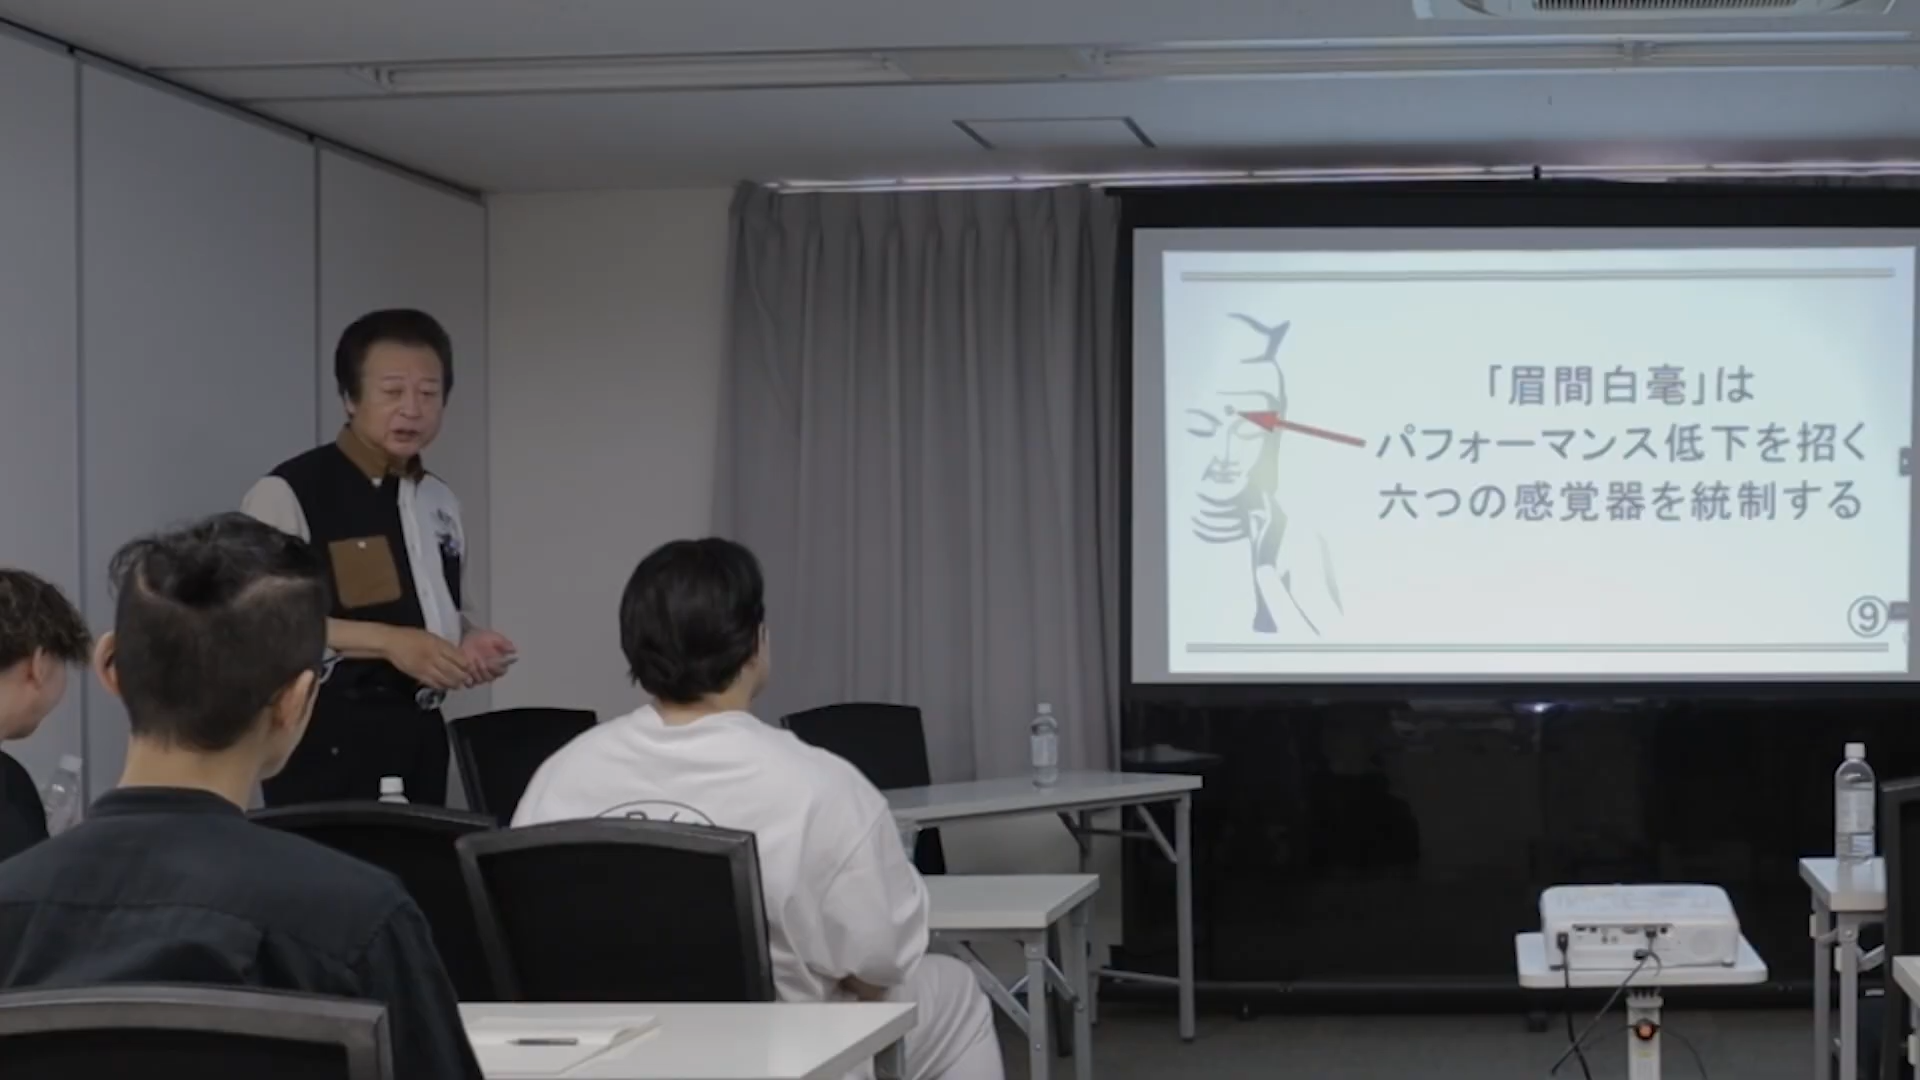 「眉間白毫」は
パフォーマンス低下を招く
六つの感覚器を統制する
⑨